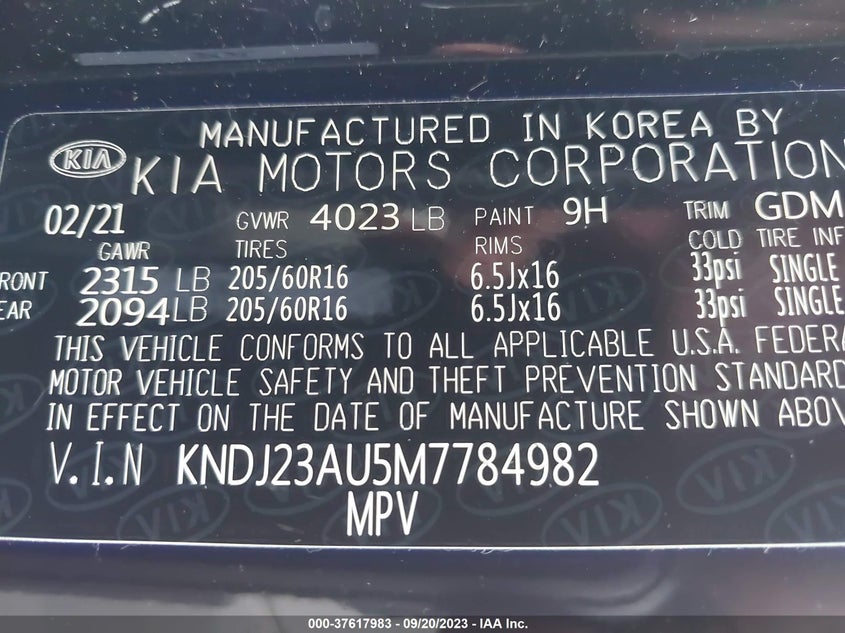 MANUFACTURED IN KOREA BY
KIA KIA MOTORS CORPORATION
02/21 GVWR 4023 LB PAINT 9H TRIM GDM
GAWR TIRES RIMS COLD TIRE INF
FRONT 2315 LB 205/60R16 6.5Jx16 33psi SINGLE
EAR 2094 LB 205/60R16 6.5Jx16 33psi SINGLE
THIS VEHICLE CONFORMS TO ALL APPLICABLE U.S.A. FEDERA
MOTOR VEHICLE SAFETY AND THEFT PREVENTION STANDARD
IN EFFECT ON THE DATE OF MANUFACTURE SHOWN ABOV
V.I.N KNDJ23AU5M7784982
MPV
000-37617983 - 09/20/2023 - IAA Inc.